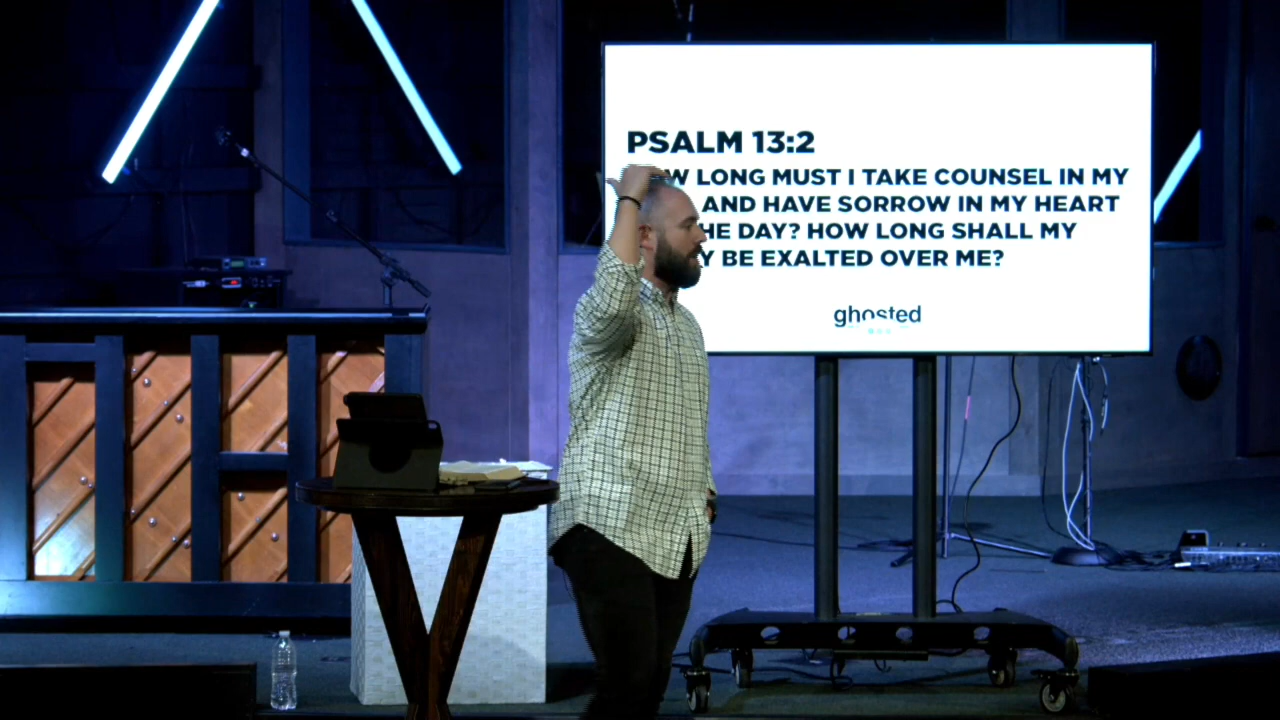 PSALM 13:2
W LONG MUST I TAKE COUNSEL IN MY
AND HAVE SORROW IN MY HEART
HE DAY? HOW LONG SHALL MY
Y BE EXALTED OVER ME?
ghosted